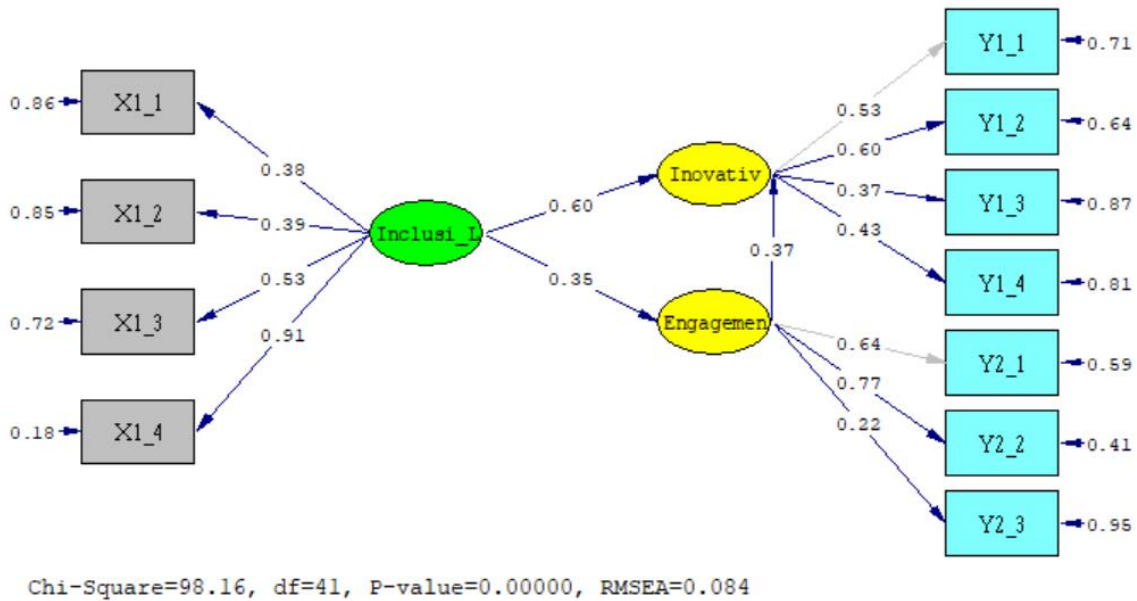 0.86
X1_1
0.85
X1_2
0.72
X1_3
0.18
X1_4
0.38
0.39
0.53
0.91
Inclusi_L
0.60
0.35
Inovativ
0.37
Engagemen
0.53
0.60
0.37
0.43
0.64
0.77
0.22
Y1_1
0.71
Y1_2
0.64
Y1_3
0.87
Y1_4
0.81
Y2_1
0.59
Y2_2
0.41
Y2_3
0.95
Chi-Square=98.16, df=41, P-value=0.00000, RMSEA=0.084